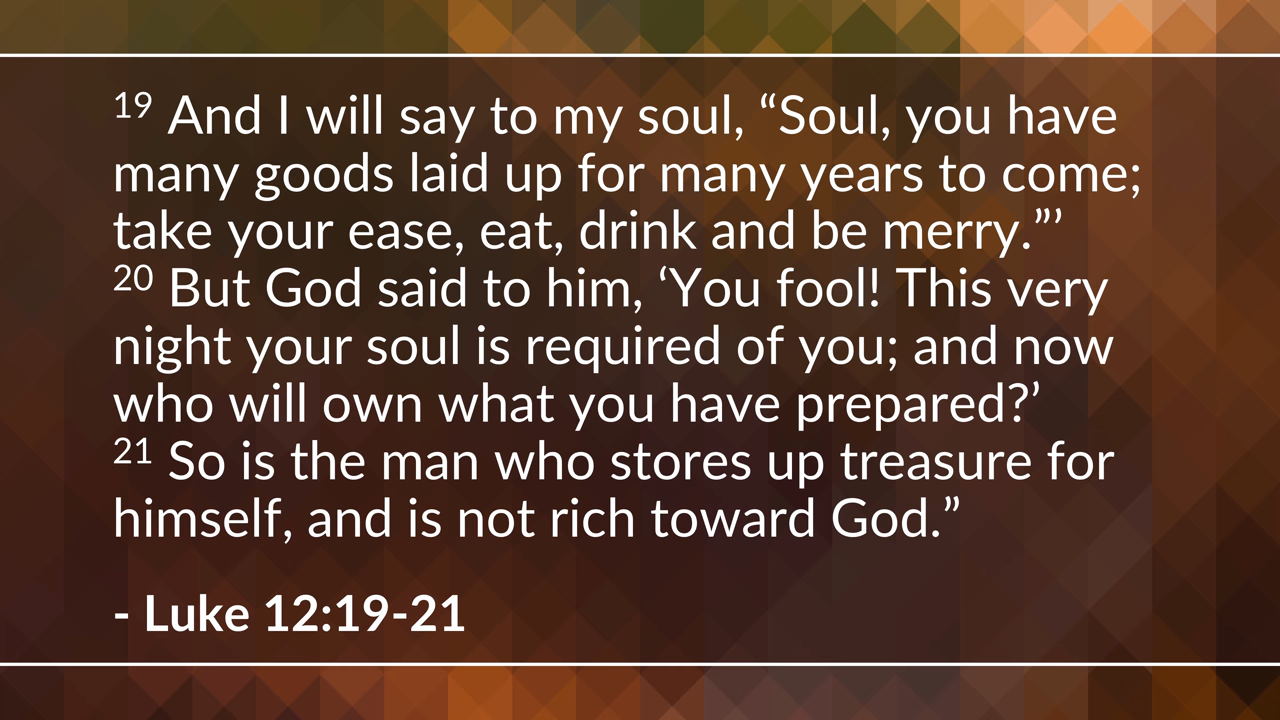 19 And I will say to my soul, “Soul, you have
many goods laid up for many years to come;
take your ease, eat, drink and be merry.”’
20 But God said to him, ‘You fool! This very
night your soul is required of you; and now
who will own what you have prepared?’
21 So is the man who stores up treasure for
himself, and is not rich toward God.”
- Luke 12:19-21